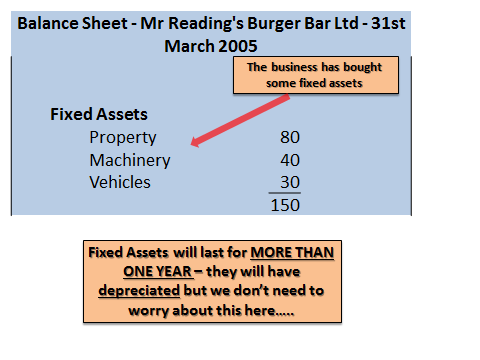 Balance Sheet - Mr Reading's Burger Bar Ltd - 31st
March 2005
The business has bought
some fixed assets
Fixed Assets
Property 80
Machinery 40
Vehicles 30
150
Fixed Assets will last for MORE THAN
ONE YEAR – they will have
depreciated but we don't need to
worry about this here…..